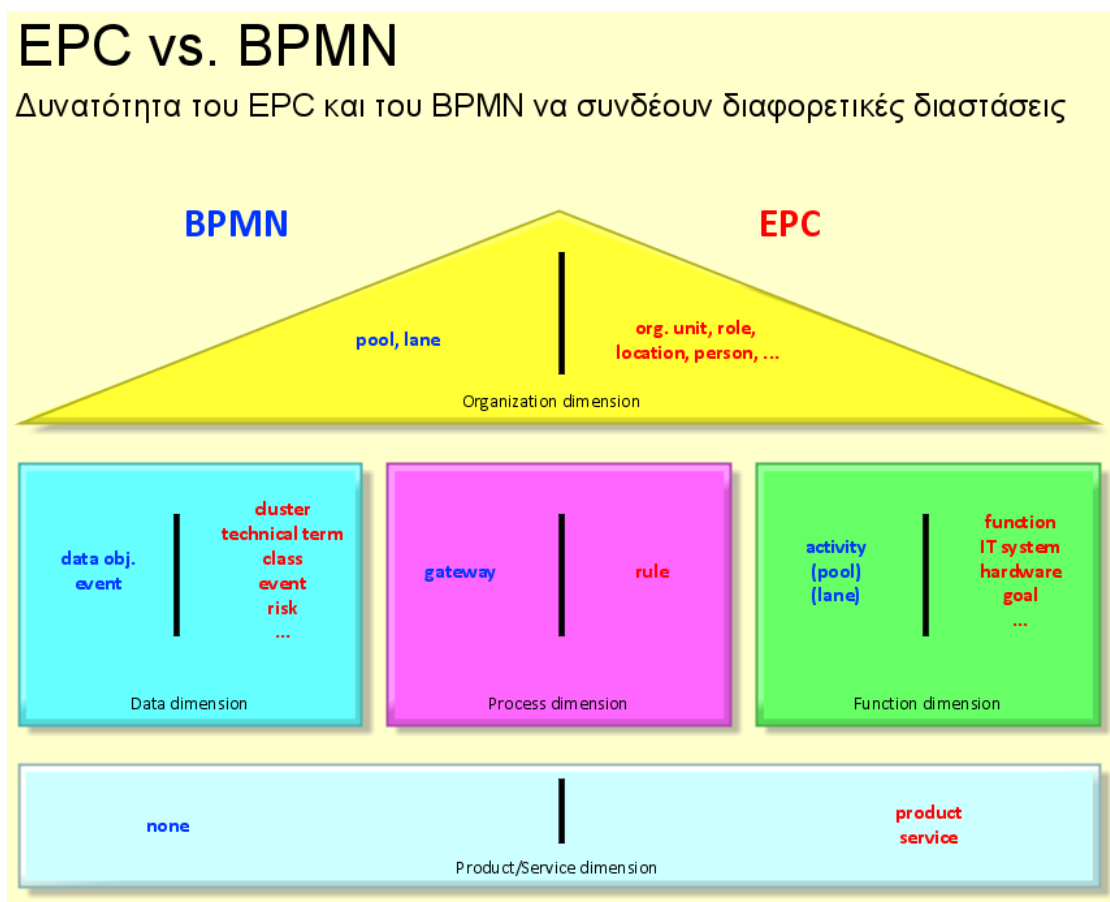 EPC vs. BPMN
Δυνατότητα του EPC και του BPMN να συνδέουν διαφορετικές διαστάσεις
BPMN
EPC
pool, lane
org. unit, role,
location, person, ...
Organization dimension
data obj.
event
cluster
technical term
class
event
risk
...
Data dimension
gateway
rule
Process dimension
activity
(pool)
(lane)
function
IT system
hardware
goal
...
Function dimension
none
product
service
Product/Service dimension